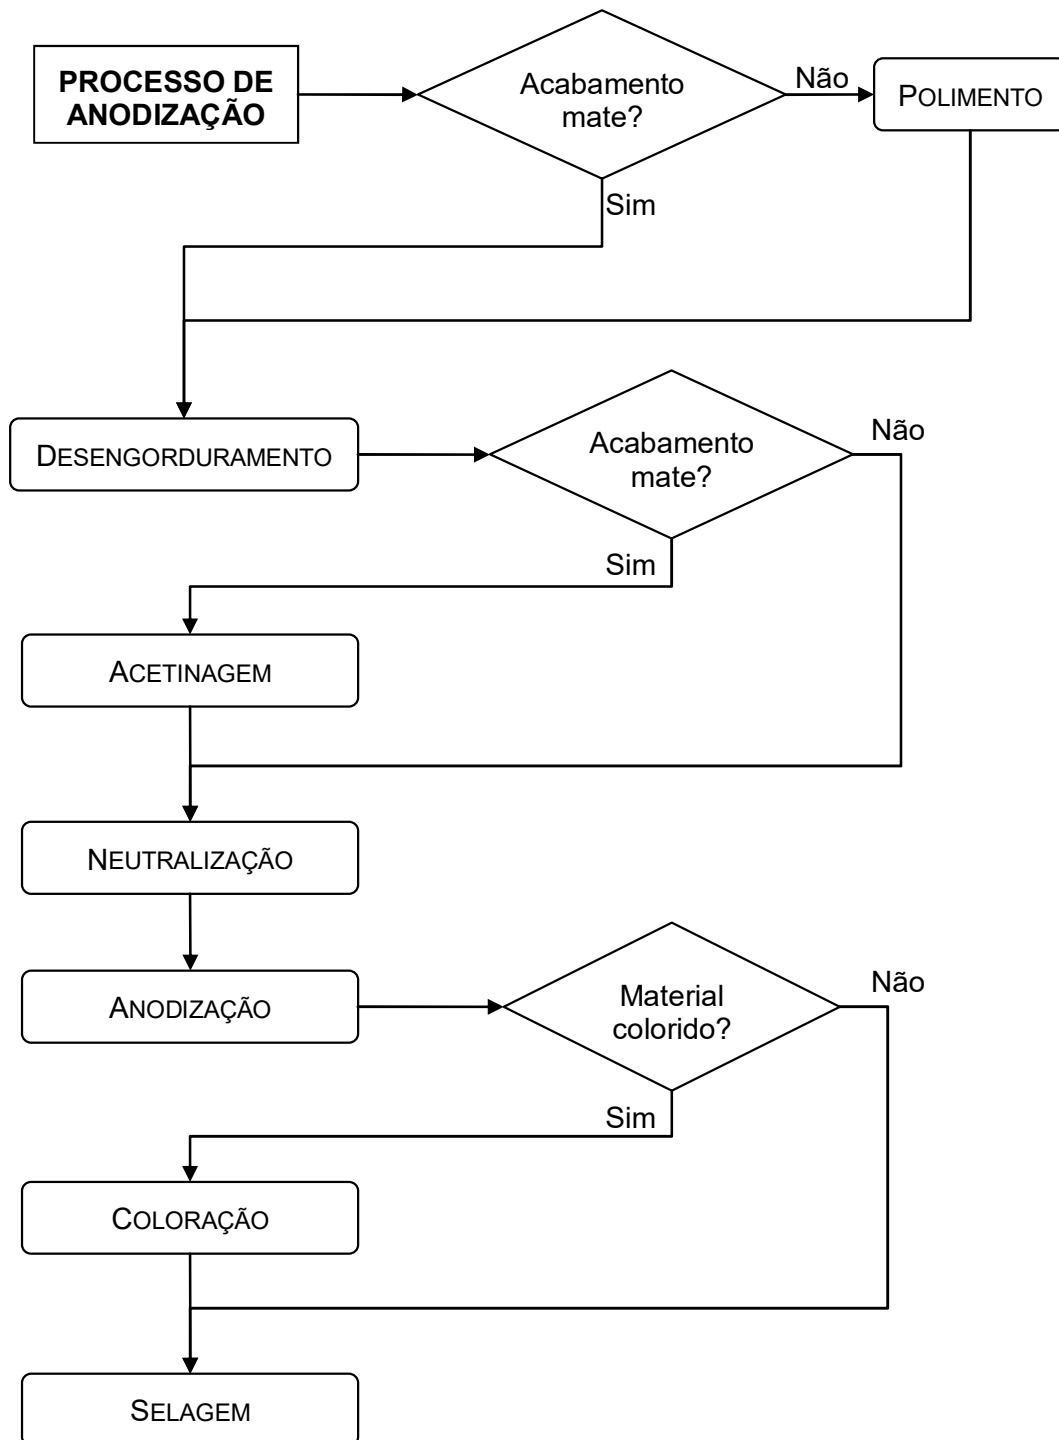 PROCESSO DE
ANODIZAÇÃO
Acabamento
mate?
Não
POLIMENTO
Sim
DESENGORDURAMENTO
Acabamento
mate?
Não
Sim
ACETINAGEM
NEUTRALIZAÇÃO
ANODIZAÇÃO
Material
colorido?
Não
Sim
COLORAÇÃO
SELAGEM